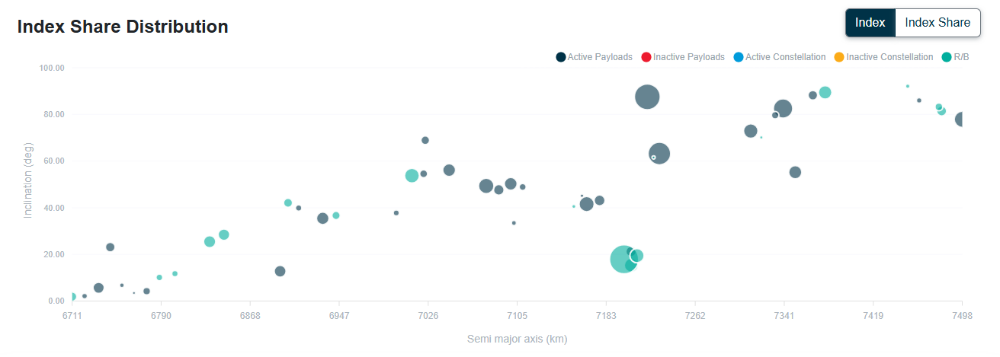 Index Share Distribution
Index Index Share
Active Payloads Inactive Payloads Active Constellation Inactive Constellation R/B
100.00
80.00
60.00
40.00
20.00
0.00
Inclination (deg)
6711 6790 6868 6947 7026 7105 7183 7262 7341 7419 7498
Semi major axis (km)